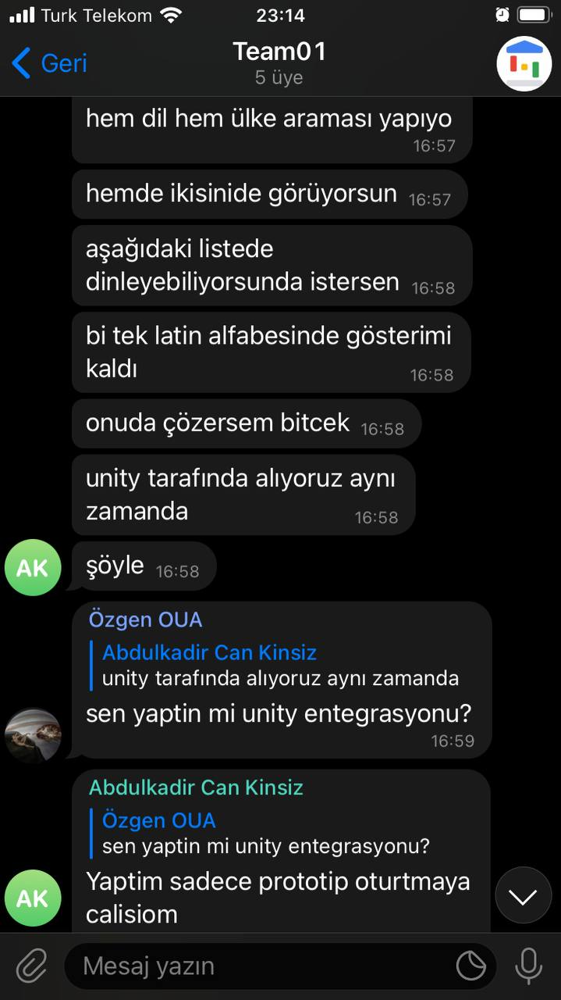 Turk Telekom
23:14
Geri
Team01
5 üye
hem dil hem ülke araması yapıyo
16:57
hemde ikisinide görüyorsun 16:57
aşağıdaki listede
dinleyebiliyorsunda istersen 16:58
bi tek latin alfabesinde gösterimi
kaldı
16:58
onuda çözersem bitcek 16:58
unity tarafında alıyoruz aynı
zamanda
16:58
AK
şöyle 16:58
Özgen OUA
Abdulkadir Can Kinsiz
unity tarafında alıyoruz aynı zamanda
sen yaptin mi unity entegrasyonu?
16:59
Abdulkadir Can Kinsiz
Özgen OUA
sen yaptin mi unity entegrasyonu?
Yaptim sadece prototip oturtmaya
calisiom
AK
Mesaj yazın